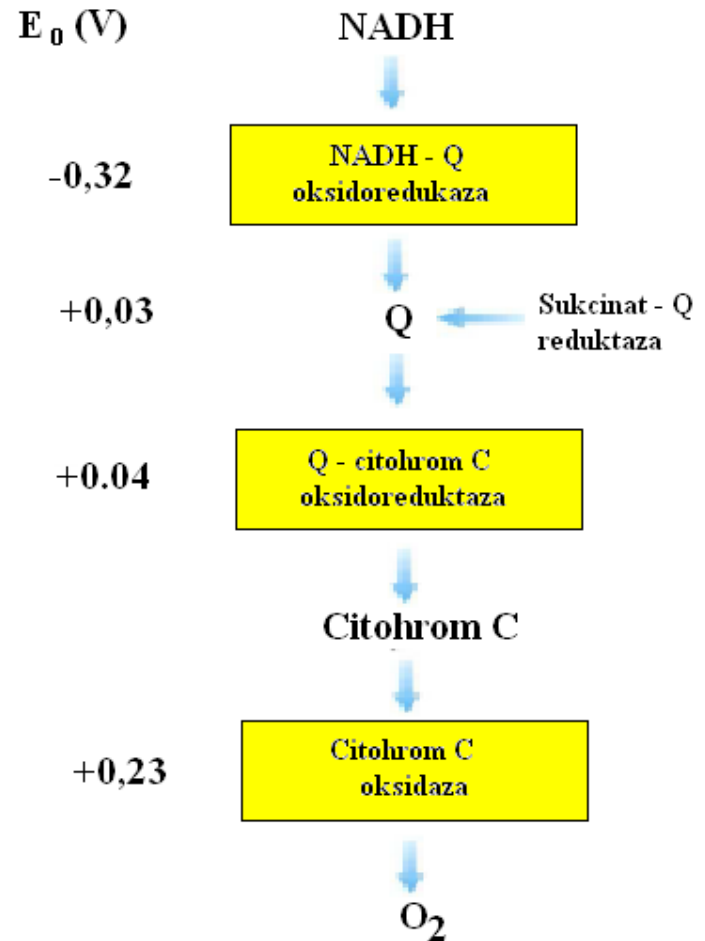 E₀ (V)
NADH
-0,32
NADH - Q
oksidoredukaza
+0,03
Q
Sukcinat - Q
reduktaza
+0.04
Q - citohrom C
oksidoreduktaza
Citohrom C
+0,23
Citohrom C
oksidaza
O₂